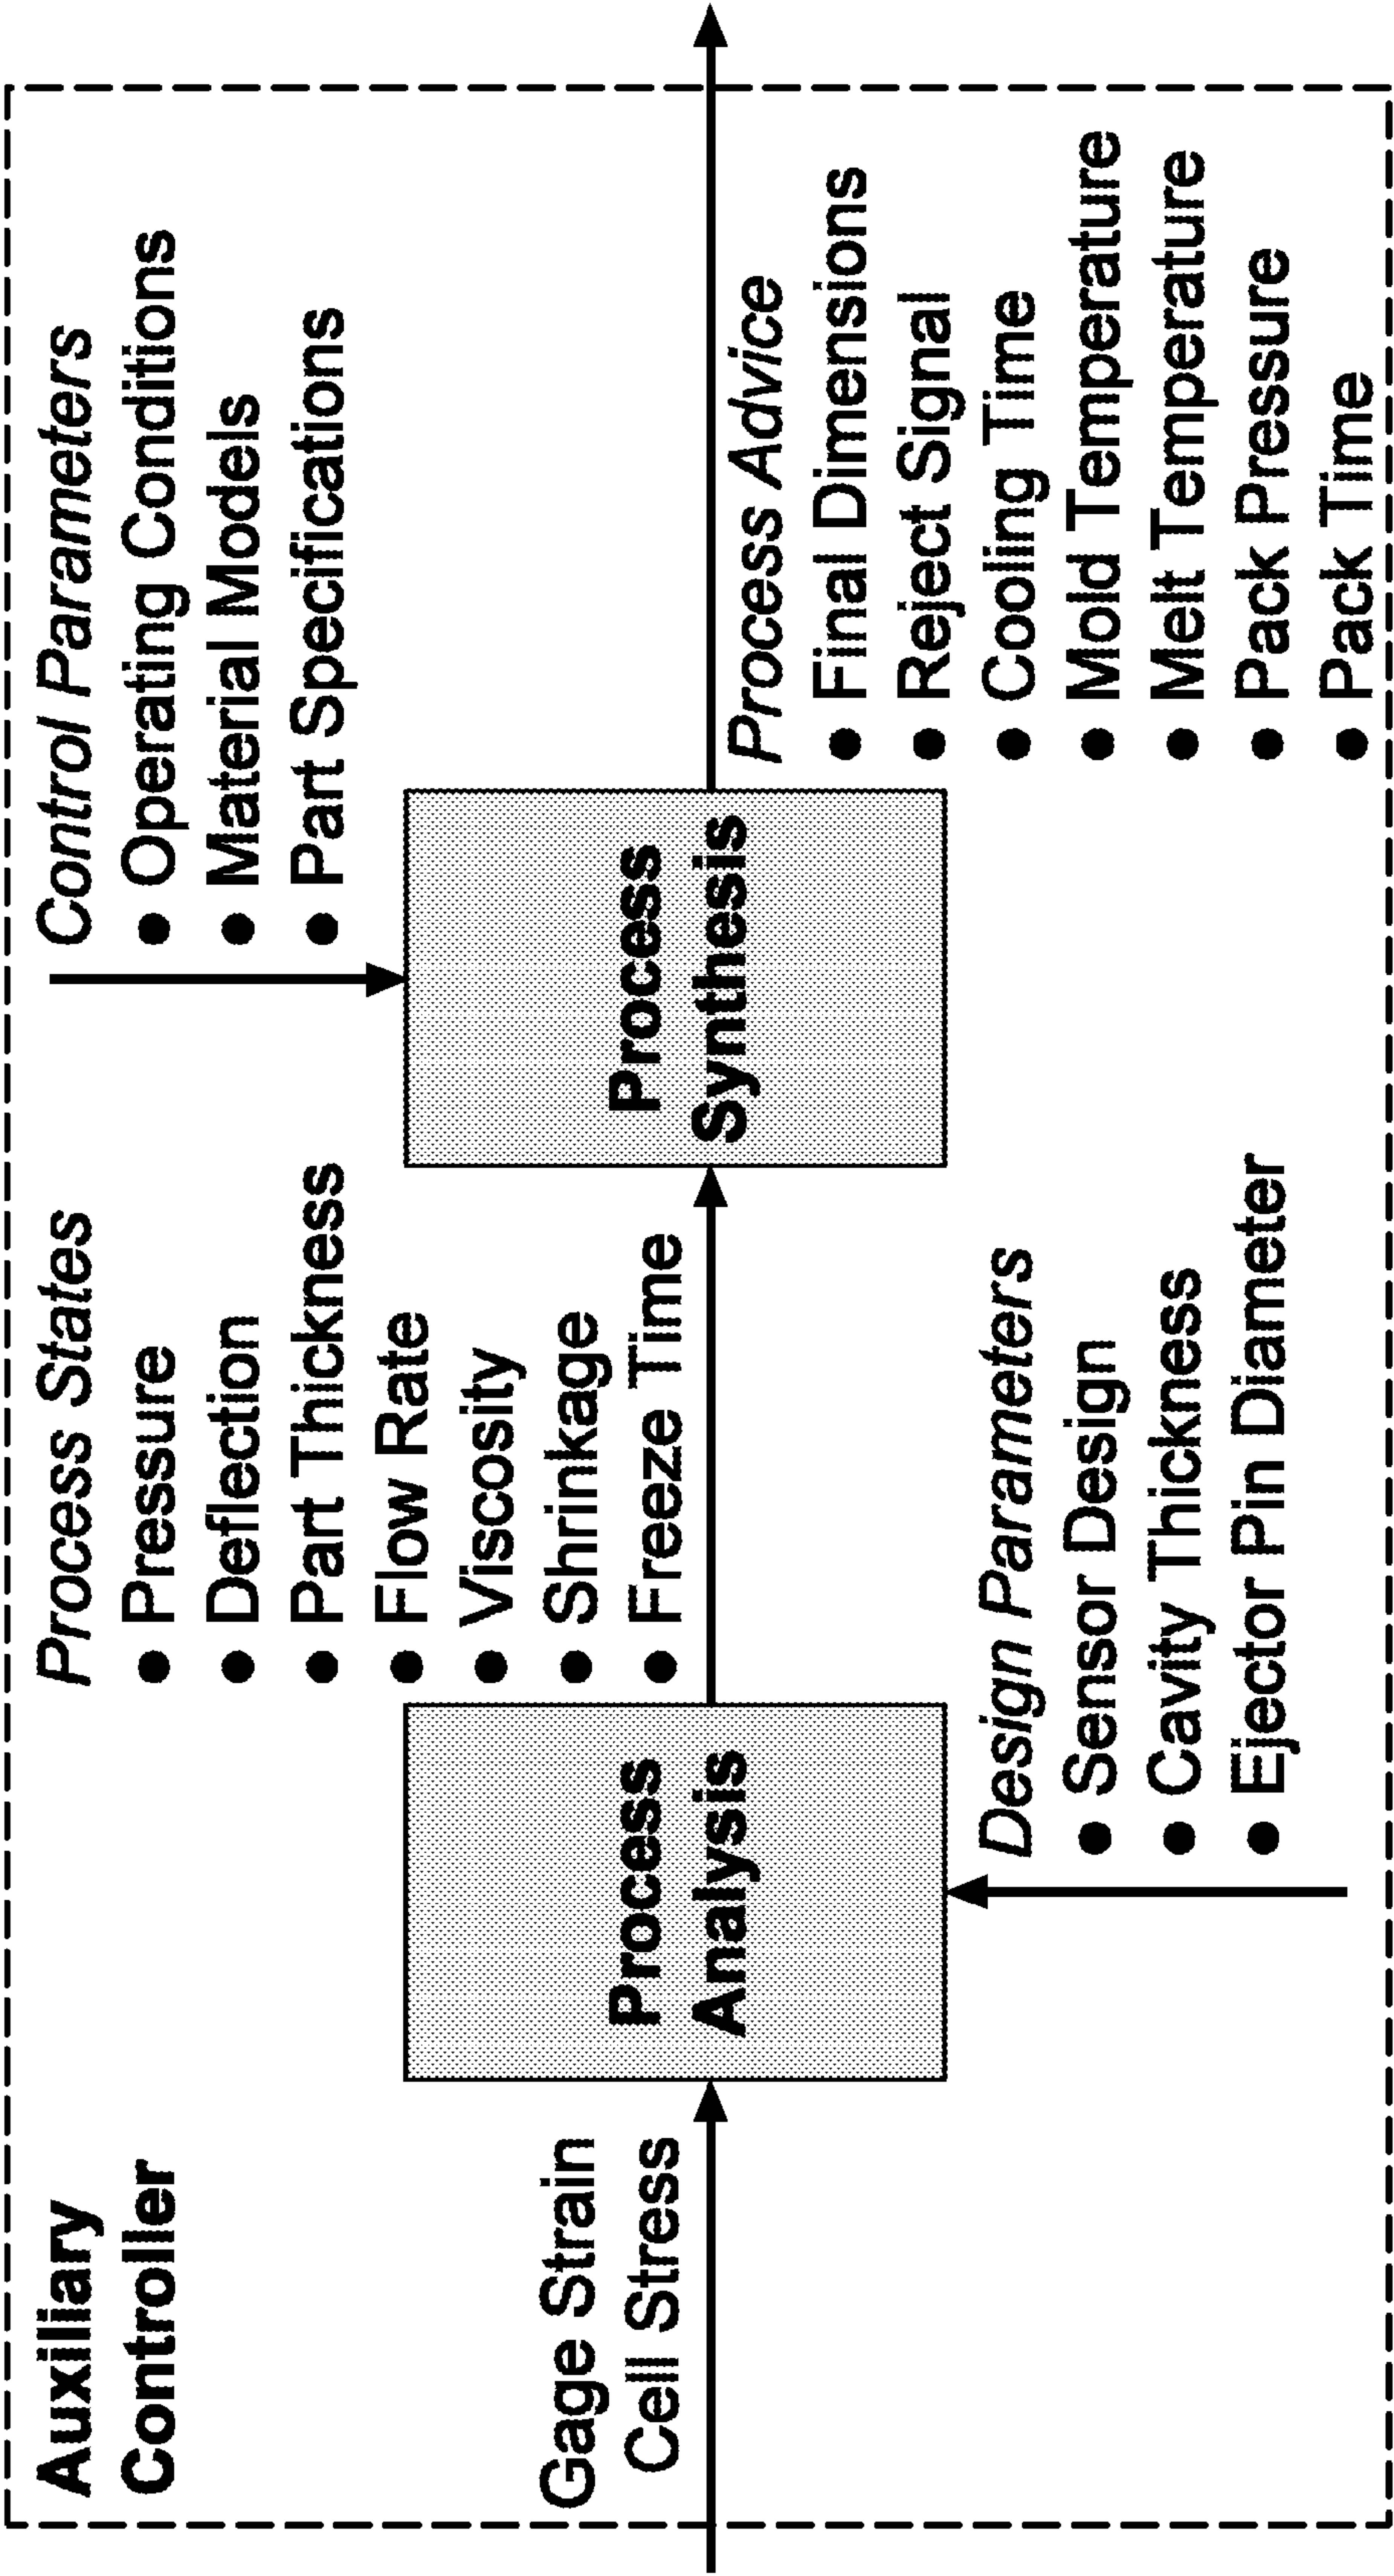 Auxiliary
Controller
Gage Strain
Cell Stress
Process
Analysis
Design Parameters
● Sensor Design
● Cavity Thickness
● Ejector Pin Diameter
Process States
● Pressure
● Deflection
● Part Thickness
● Flow Rate
● Viscosity
● Shrinkage
● Freeze Time
Process
Synthesis
Control Parameters
● Operating Conditions
● Material Models
● Part Specifications
Process Advice
● Final Dimensions
● Reject Signal
● Cooling Time
● Mold Temperature
● Melt Temperature
● Pack Pressure
● Pack Time